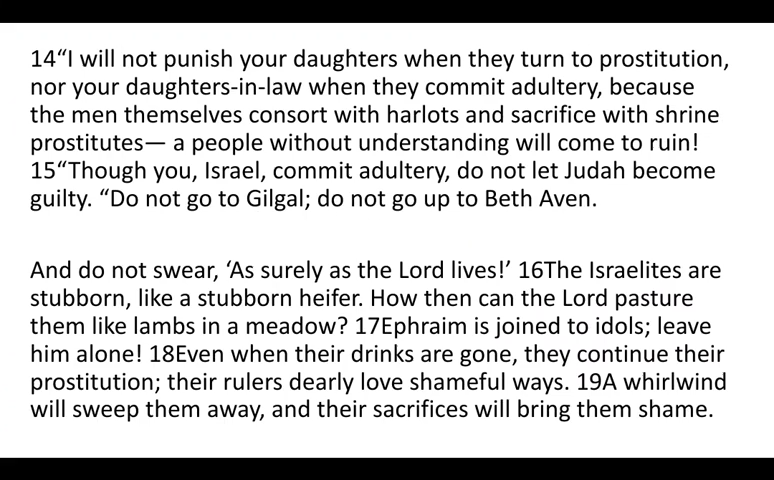 14“I will not punish your daughters when they turn to prostitution,
nor your daughters-in-law when they commit adultery, because
the men themselves consort with harlots and sacrifice with shrine
prostitutes— a people without understanding will come to ruin!
15“Though you, Israel, commit adultery, do not let Judah become
guilty. “Do not go to Gilgal; do not go up to Beth Aven.
And do not swear, ‘As surely as the Lord lives!’ 16The Israelites are
stubborn, like a stubborn heifer. How then can the Lord pasture
them like lambs in a meadow? 17Ephraim is joined to idols; leave
him alone! 18Even when their drinks are gone, they continue their
prostitution; their rulers dearly love shameful ways. 19A whirlwind
will sweep them away, and their sacrifices will bring them shame.